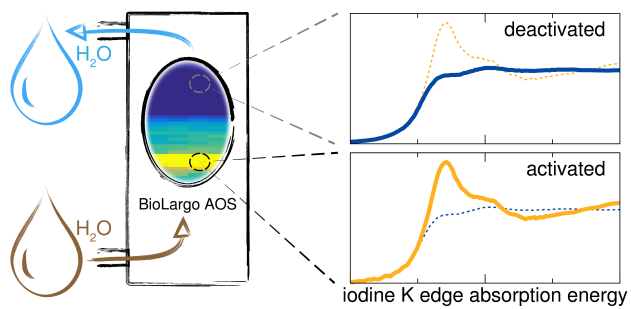 H₂O
deactivated
activated
BioLargo AOS
H₂O
iodine K edge absorption energy